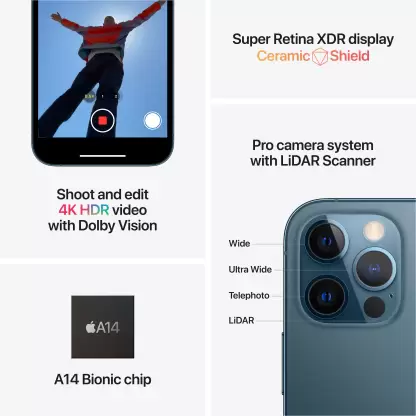 Super Retina XDR display
Ceramic Shield
Shoot and edit
4K HDR video
with Dolby Vision
Pro camera system
with LiDAR Scanner
Wide
Ultra Wide
Telephoto
LiDAR
A14
A14 Bionic chip